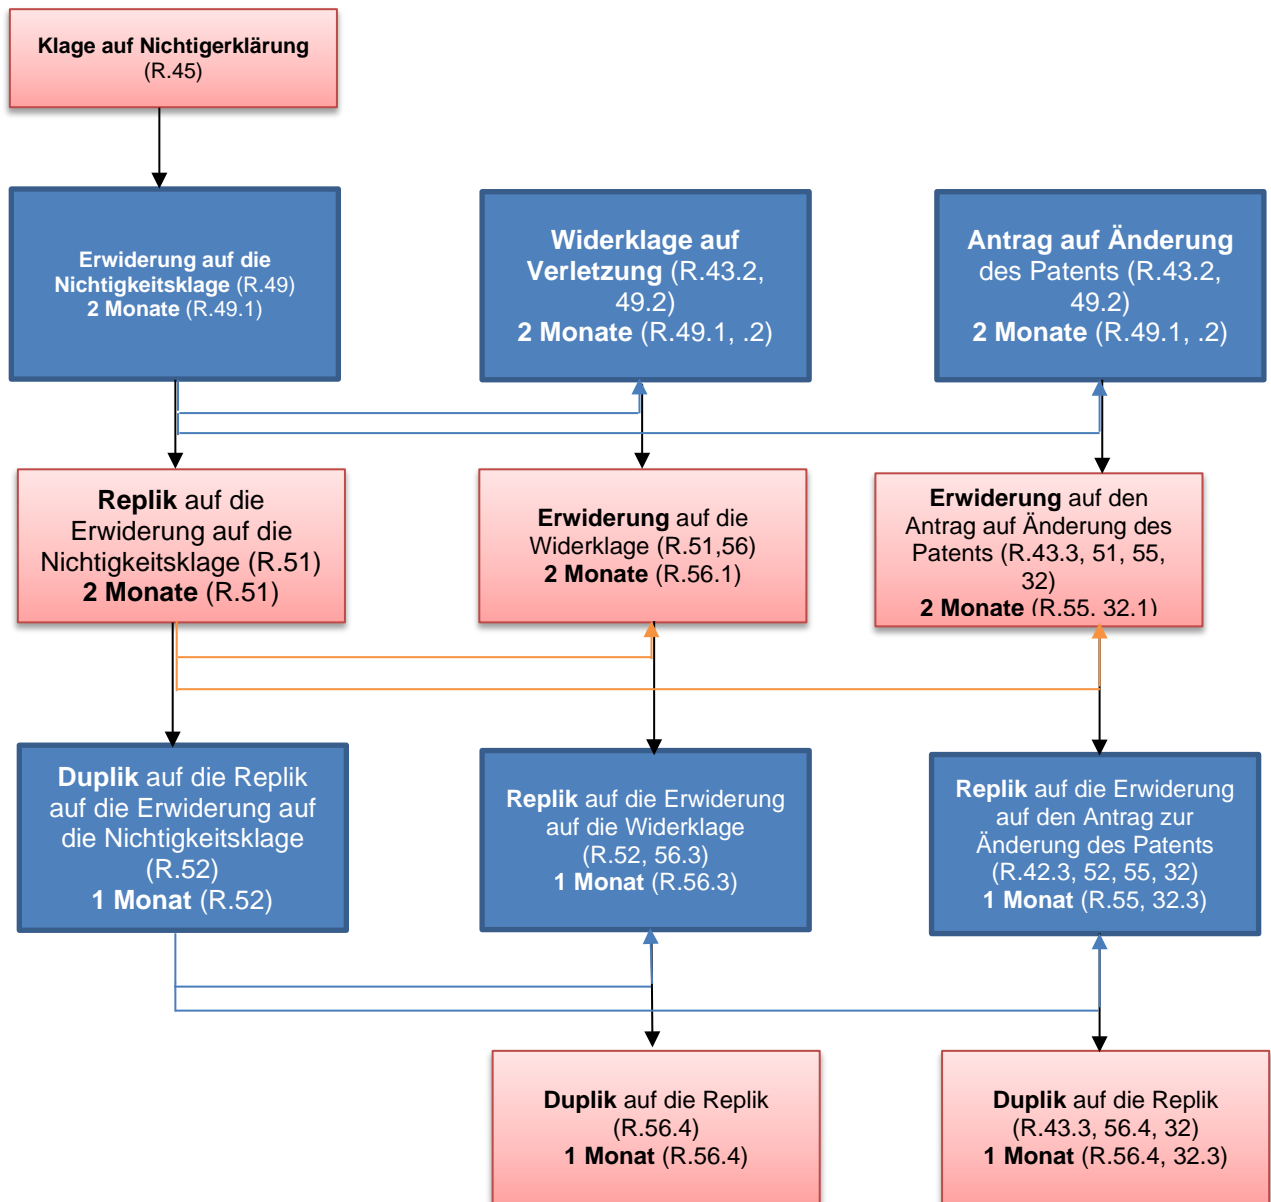 Klage auf Nichtigerklärung
(R.45)
Erwiderung auf die
Nichtigkeitsklage (R.49)
2 Monate (R.49.1)
Widerklage auf
Verletzung (R.43.2,
49.2)
2 Monate (R.49.1, .2)
Antrag auf Änderung
des Patents (R.43.2,
49.2)
2 Monate (R.49.1, .2)
Replik auf die
Erwiderung auf die
Nichtigkeitsklage (R.51)
2 Monate (R.51)
Erwiderung auf die
Widerklage (R.51,56)
2 Monate (R.56.1)
Erwiderung auf den
Antrag auf Änderung des
Patents (R.43.3, 51, 55,
32)
2 Monate (R.55. 32.1)
Duplik auf die Replik
auf die Erwiderung auf
die Nichtigkeitsklage
(R.52)
1 Monat (R.52)
Replik auf die Erwiderung
auf die Widerklage
(R.52, 56.3)
1 Monat (R.56.3)
Replik auf die Erwiderung
auf den Antrag zur
Änderung des Patents
(R.42.3, 52, 55, 32)
1 Monat (R.55, 32.3)
Duplik auf die Replik
(R.56.4)
1 Monat (R.56.4)
Duplik auf die Replik
(R.43.3, 56.4, 32)
1 Monat (R.56.4, 32.3)